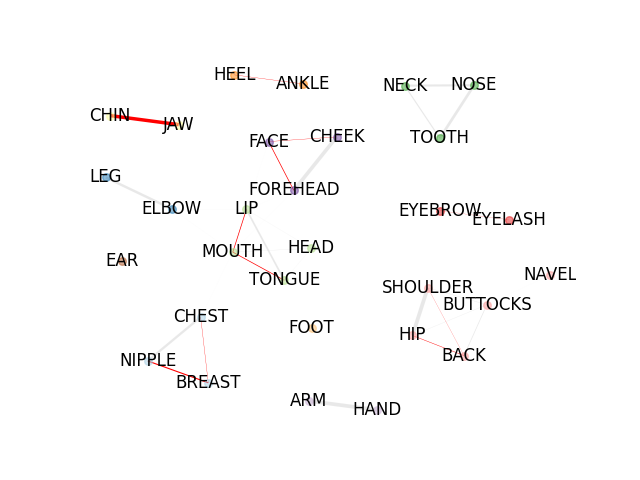 HEEL
ANKLE
NECK
NOSE
CHIN
JAW
FACE
CHEEK
TOOTH
LEG
FOREHEAD
ELBOW
LIP
EYEBROW
EYELASH
MOUTH
HEAD
EAR
TONGUE
NAVEL
SHOULDER
BUTTOCKS
CHEST
FOOT
HIP
NIPPLE
BACK
BREAST
ARM
HAND